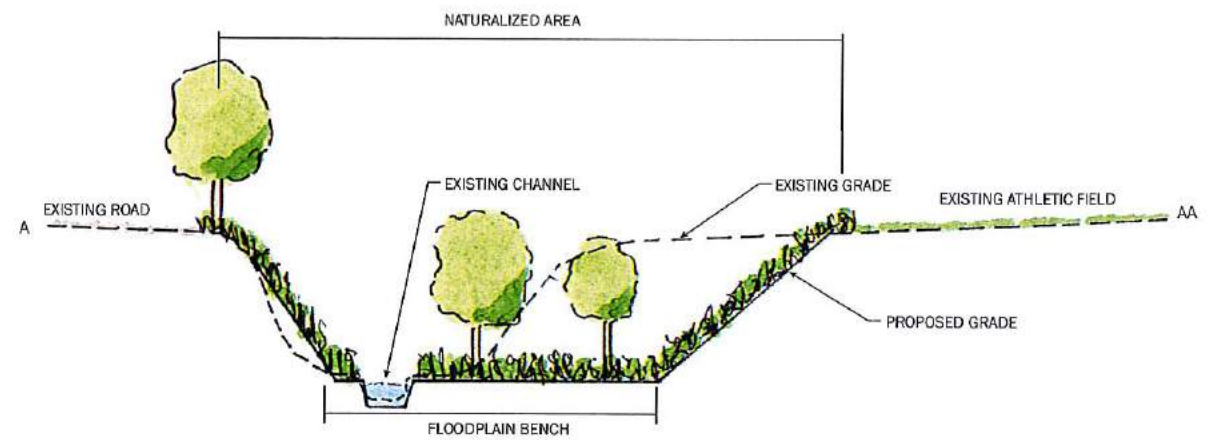 NATURALIZED AREA
EXISTING CHANNEL
EXISTING GRADE
EXISTING ROAD
EXISTING ATHLETIC FIELD
A
AA
PROPOSED GRADE
FLOODPLAIN BENCH